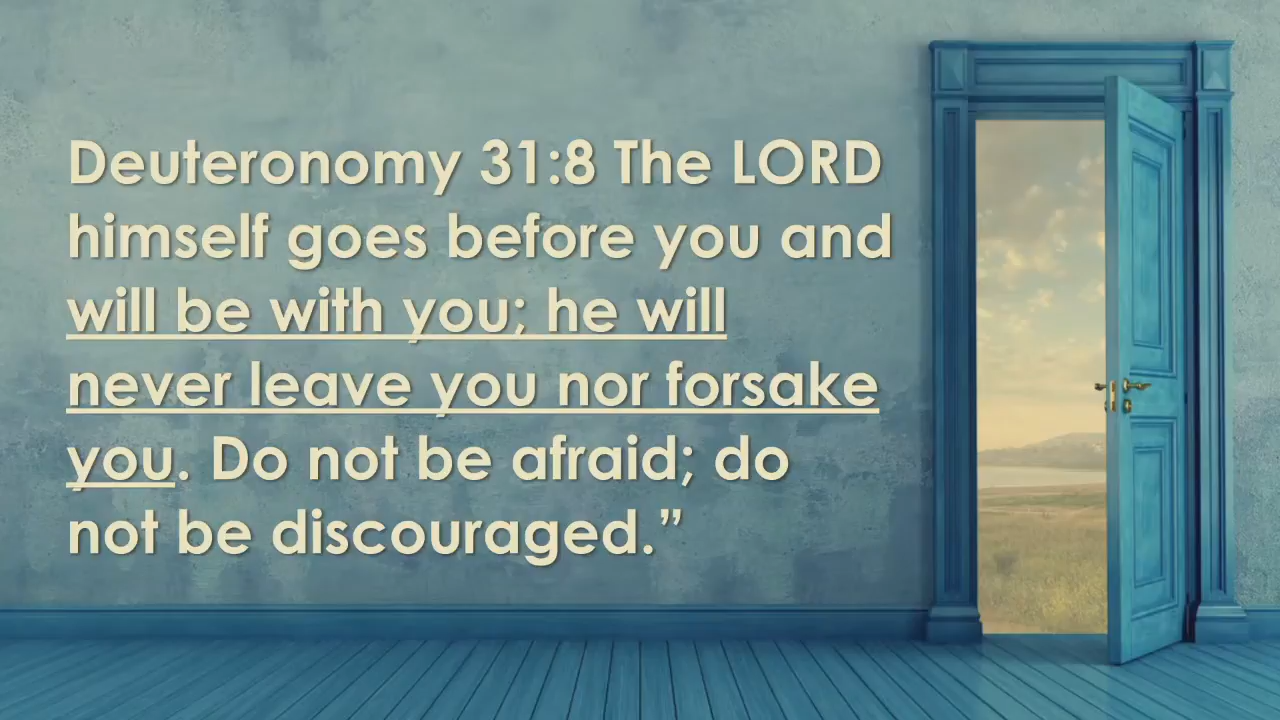 Deuteronomy 31:8 The LORD
himself goes before you and
will be with you; he will
never leave you nor forsake
you. Do not be afraid; do
not be discouraged.”